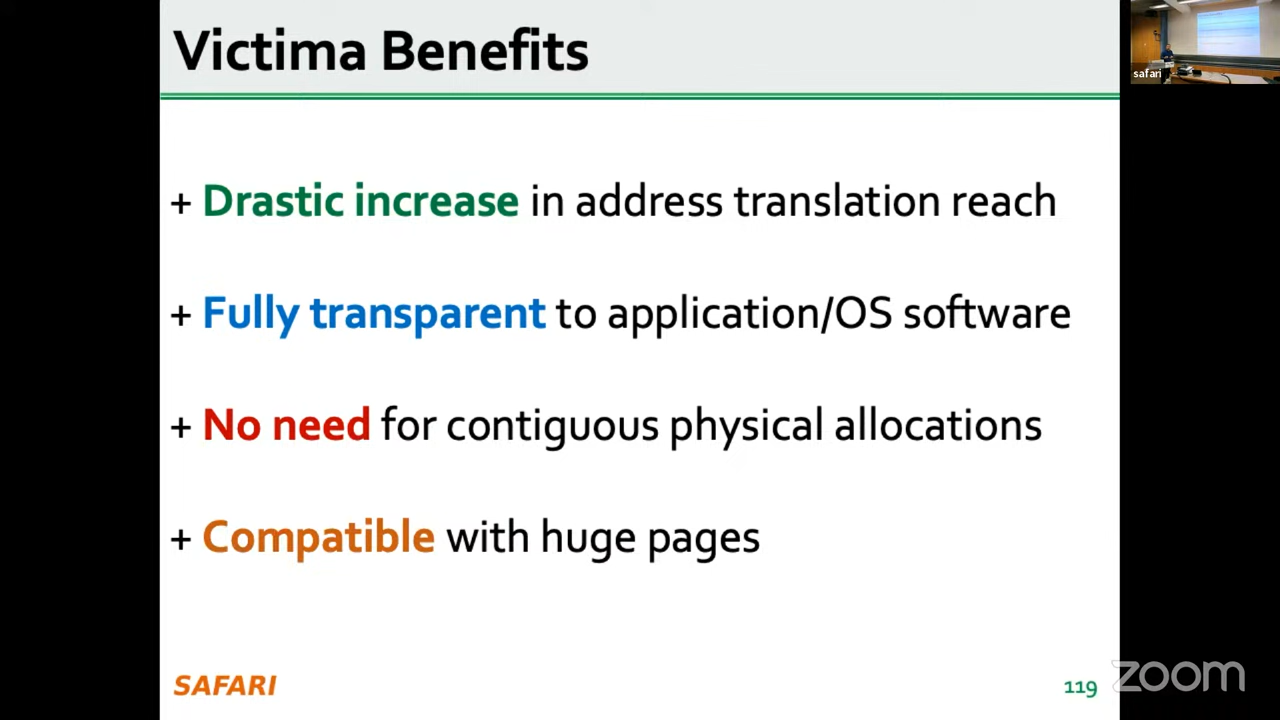 Victima Benefits
safari
+ Drastic increase in address translation reach
+ Fully transparent to application/OS software
+ No need for contiguous physical allocations
+ Compatible with huge pages
SAFARI
119
zoom